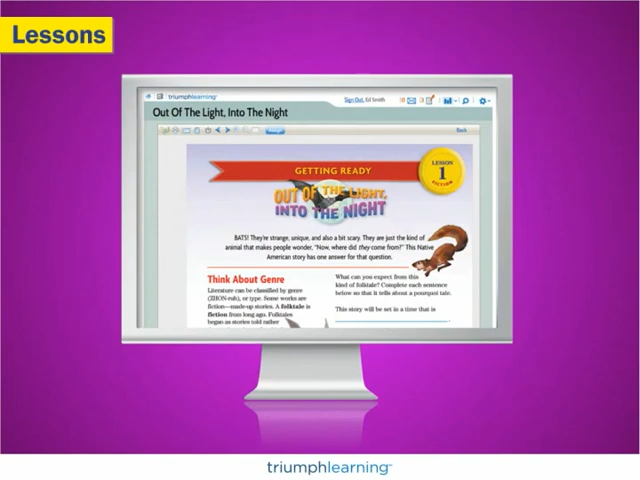 Lessons
triumphlearning™
Sign Out, Ed Smith
Out Of The Light, Into The Night
Assign
Back
GETTING READY
LESSON
1
FICTION
OUT OF THE LIGHT,
INTO THE NIGHT
BATS! They're strange, unique, and also a bit scary. They are just the kind of
animal that makes people wonder, "Now, where did they come from?" This Native
American story has one answer for that question.
Think About Genre
Literature can be classified by genre
(ZHON-ruh), or type. Some works are
fiction—made-up stories. A folktale is
fiction from long ago. Folktales
began as stories told rather
What can you expect from this
kind of folktale? Complete each sentence
below so that it tells about a pourquoi tale.
This story will be set in a time that is
triumphlearning™